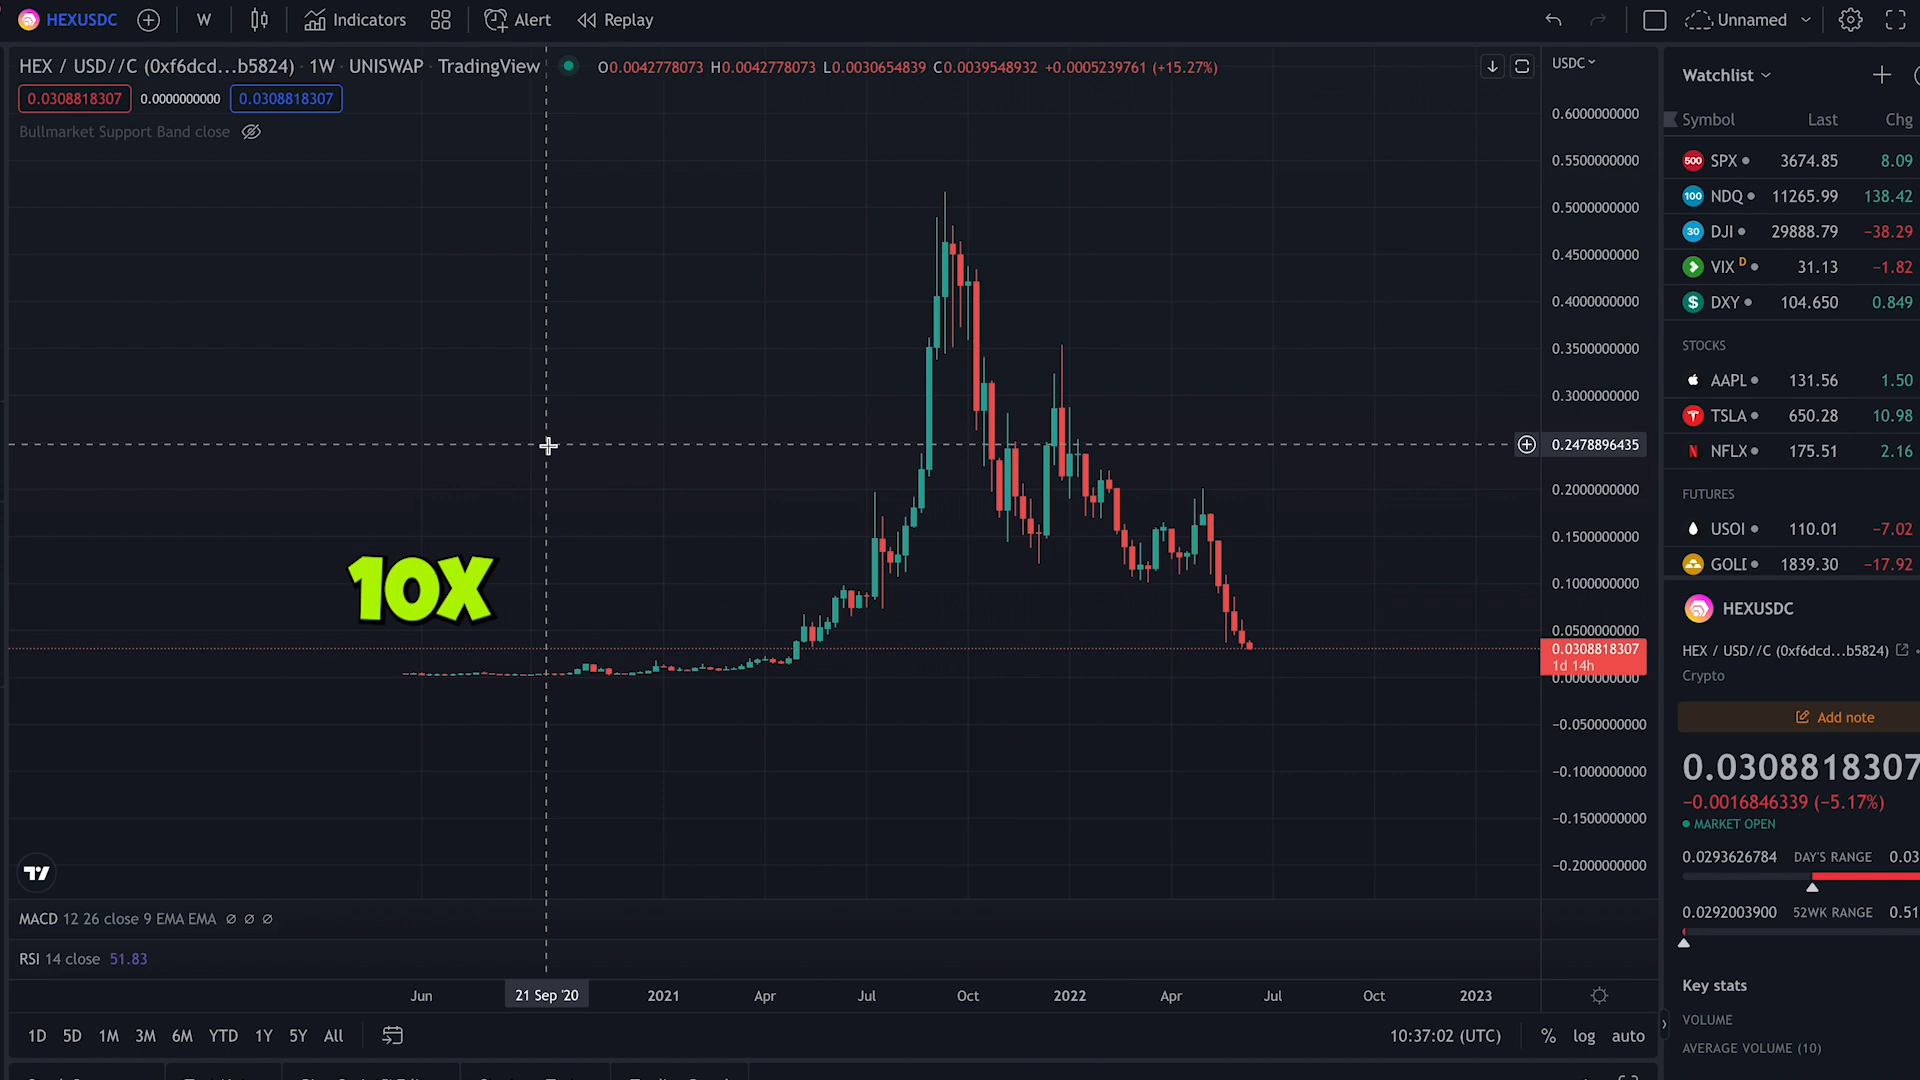 HEXUSDC W Indicators Alert Replay Unnamed
HEX / USD//C (0xf6dcd...b5824) · 1W · UNISWAP · TradingView O0.0042778073 H0.0042778073 L0.0030654839 C0.0039548932 +0.0005239761 (+15.27%)
0.0308818307 0.0000000000 0.0308818307
Bullmarket Support Band close
USDC
0.6000000000
0.5500000000
0.5000000000
0.4500000000
0.4000000000
0.3500000000
0.3000000000
0.2478896435
0.2000000000
0.1500000000
0.1000000000
0.0500000000
0.0308818307
1d 14h
0.0000000000
−0.0500000000
−0.1000000000
−0.1500000000
−0.2000000000
10X
MACD 12 26 close 9 EMA EMA
RSI 14 close 51.83
Jun 21 Sep '20 2021 Apr Jul Oct 2022 Apr Jul Oct 2023
1D 5D 1M 3M 6M YTD 1Y 5Y All 10:37:02 (UTC) % log auto
Watchlist
Symbol Last Chg
500 SPX 3674.85 8.09
100 NDQ 11265.99 138.42
30 DJI 29888.79 −38.29
VIX D 31.13 −1.82
$ DXY 104.650 0.849
STOCKS
AAPL 131.56 1.50
TSLA 650.28 10.98
N NFLX 175.51 2.16
FUTURES
USOI 110.01 −7.02
GOLD 1839.30 −17.92
HEXUSDC
HEX / USD//C (0xf6dcd...b5824)
Crypto
Add note
0.0308818307
−0.0016846339 (−5.17%)
MARKET OPEN
0.0293626784 DAY'S RANGE 0.03
0.0292003900 52WK RANGE 0.51
Key stats
VOLUME
AVERAGE VOLUME (10)